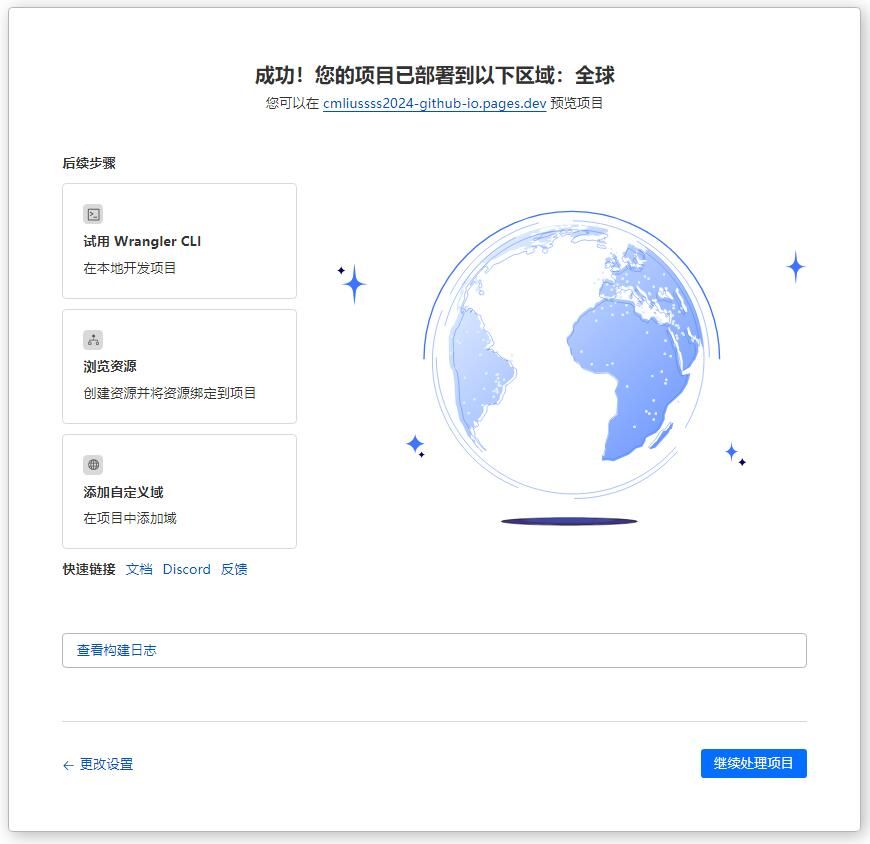 成功！您的项目已部署到以下区域：全球
您可以在 cmliussss2024-github-io.pages.dev 预览项目
后续步骤
试用 Wrangler CLI
在本地开发项目
浏览资源
创建资源并将资源绑定到项目
添加自定义域
在项目中添加域
快速链接 文档 Discord 反馈
查看构建日志
← 更改设置
继续处理项目